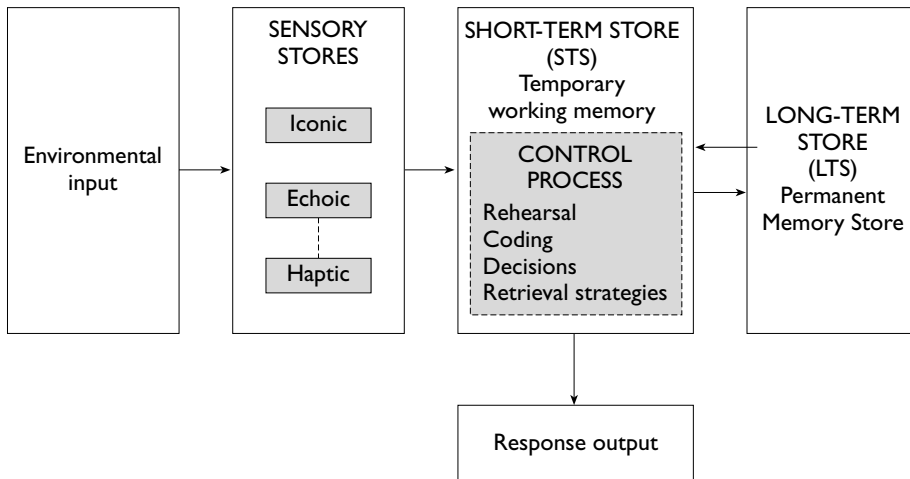 Environmental
input
SENSORY
STORES
Iconic
Echoic
Haptic
SHORT-TERM STORE
(STS)
Temporary
working memory
CONTROL
PROCESS
Rehearsal
Coding
Decisions
Retrieval strategies
LONG-TERM
STORE
(LTS)
Permanent
Memory Store
Response output